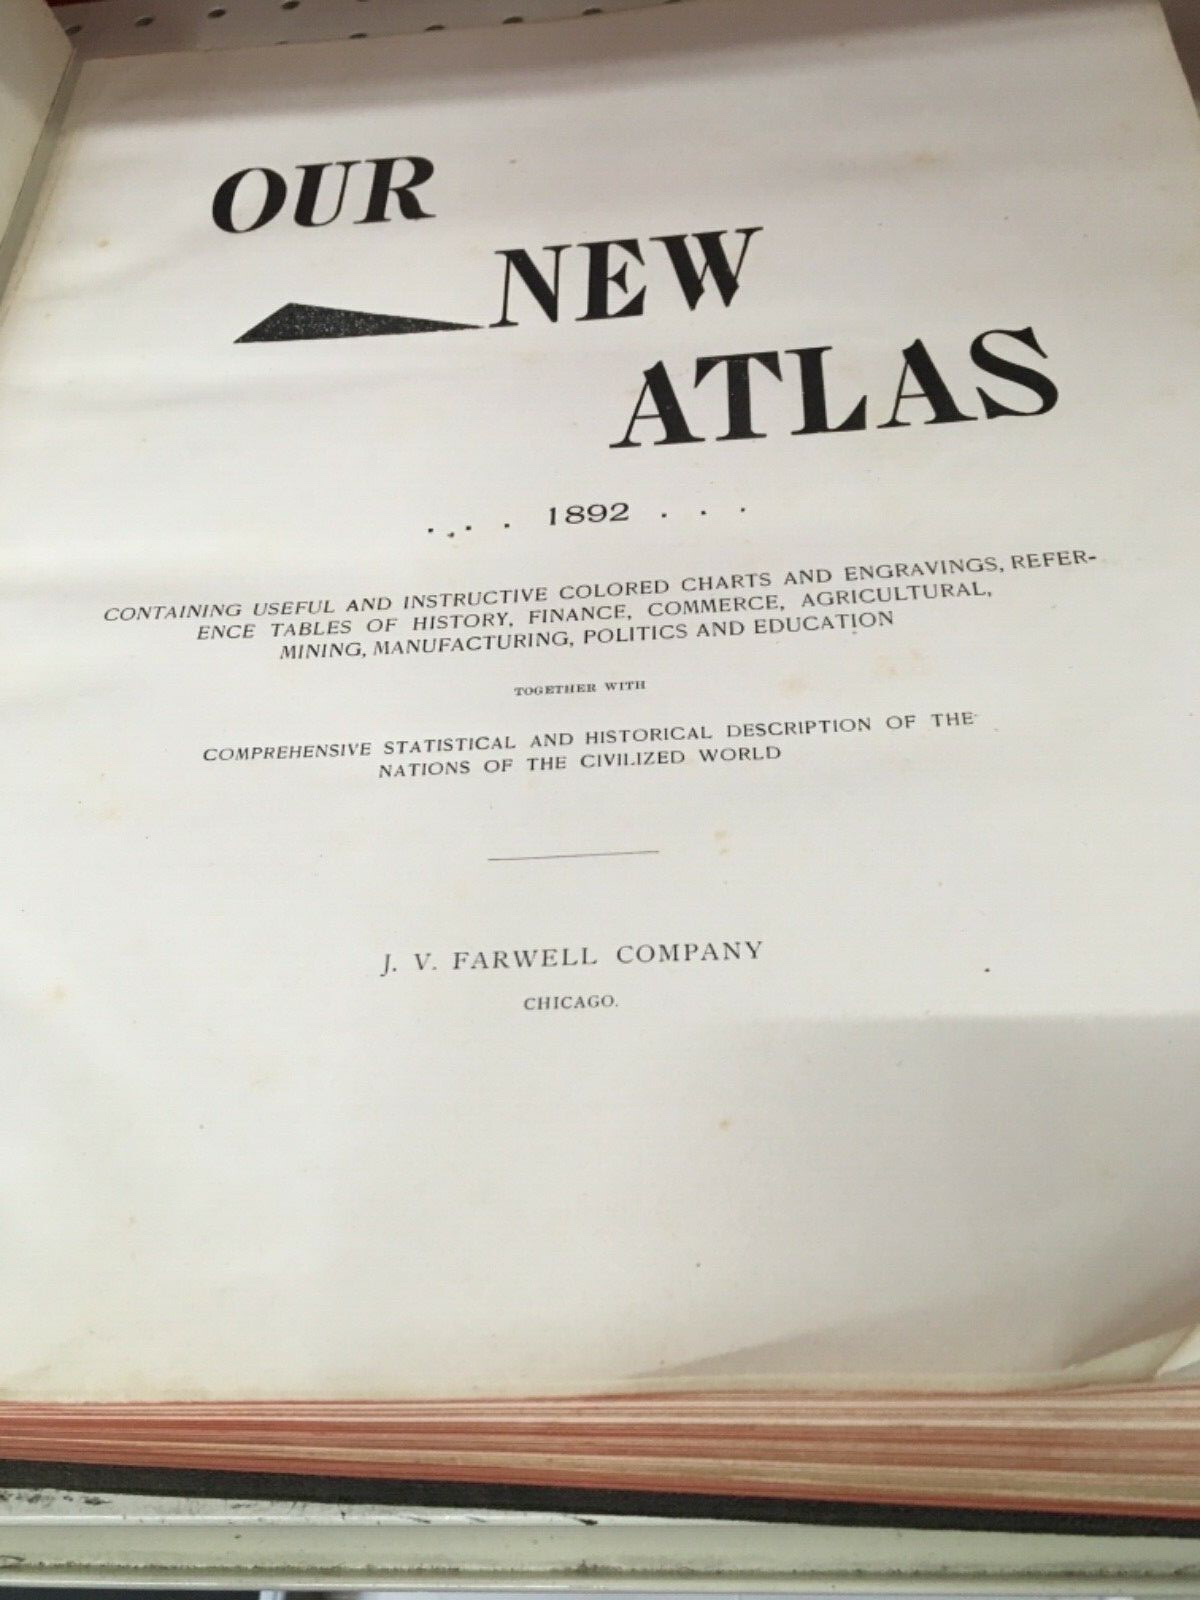 OUR
NEW
ATLAS
. . . 1892 . . .
CONTAINING USEFUL AND INSTRUCTIVE COLORED CHARTS AND ENGRAVINGS, REFER-
ENCE TABLES OF HISTORY, FINANCE, COMMERCE, AGRICULTURAL,
MINING, MANUFACTURING, POLITICS AND EDUCATION
TOGETHER WITH
COMPREHENSIVE STATISTICAL AND HISTORICAL DESCRIPTION OF THE
NATIONS OF THE CIVILIZED WORLD
J. V. FARWELL COMPANY
CHICAGO.